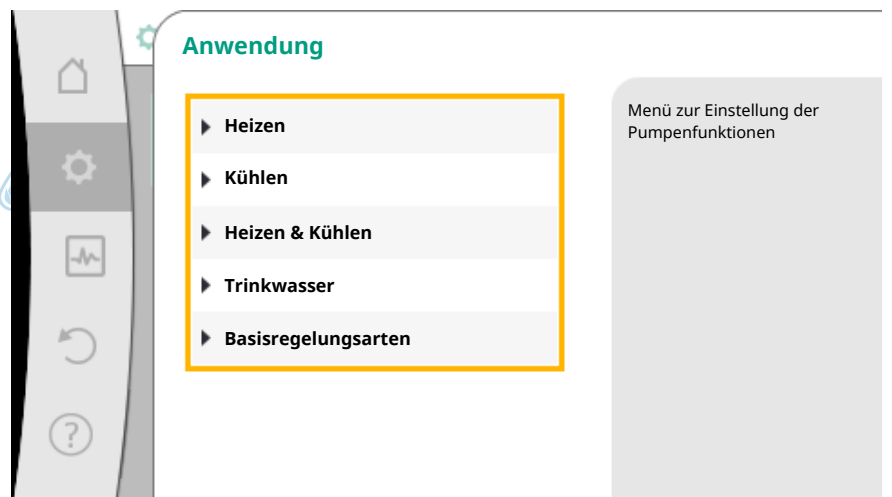 Anwendung
Heizen
Kühlen
Heizen & Kühlen
Trinkwasser
Basisregelungsarten
Menü zur Einstellung der
Pumpenfunktionen
?